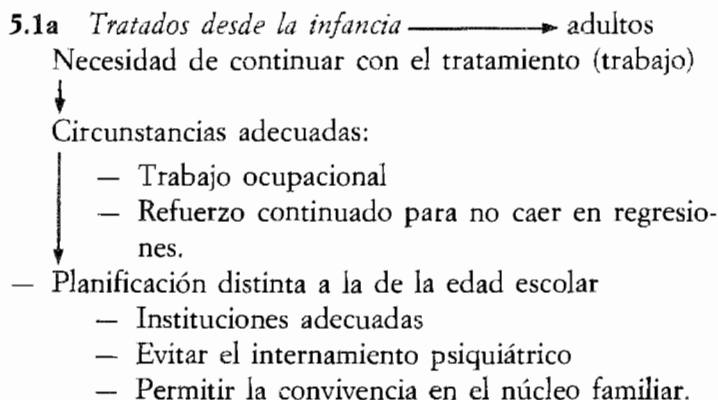 5.1a Tratados desde la infancia adultos
Necesidad de continuar con el tratamiento (trabajo)
Circunstancias adecuadas:
— Trabajo ocupacional
— Refuerzo continuado para no caer en regresio-
nes.
— Planificación distinta a la de la edad escolar
— Instituciones adecuadas
— Evitar el internamiento psiquiátrico
— Permitir la convivencia en el núcleo familiar.